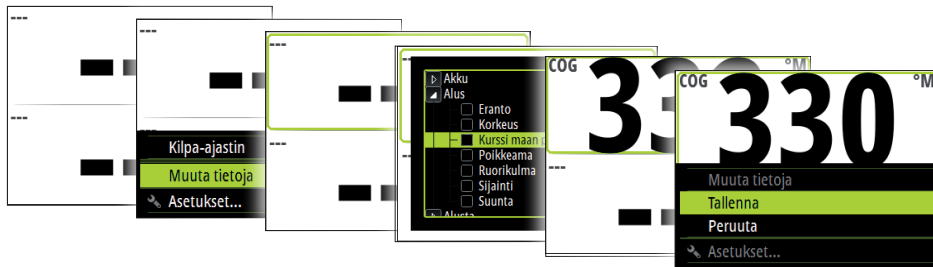 ---
---
---
---
Kilpa-ajastin
Muuta tietoja
Asetukset...
---
---
---
Akku
Alus
Eranto
Korkeus
Kurssi maan p
Poikkeama
Ruorikulma
Sijainti
Suunta
Alusta
COG
°M
33
---
COG
°M
330
Muuta tietoja
Tallenna
Peruuta
Asetukset...